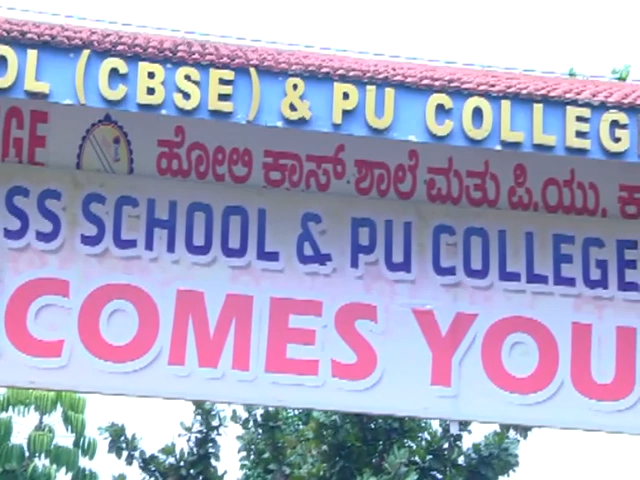 OL (CBSE) & PU COLLEG
GE ಹೋಲಿ ಕ್ರಾಸ್ ಶಾಲೆ ಮತ್ತು ಪಿ.ಯು.
SS SCHOOL & PU COLLEGE
COMES YOU